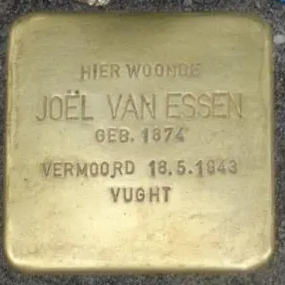 HIER WOONDE
JOËL VAN ESSEN
GEB. 1874
VERMOORD 18.5.1943
VUGHT